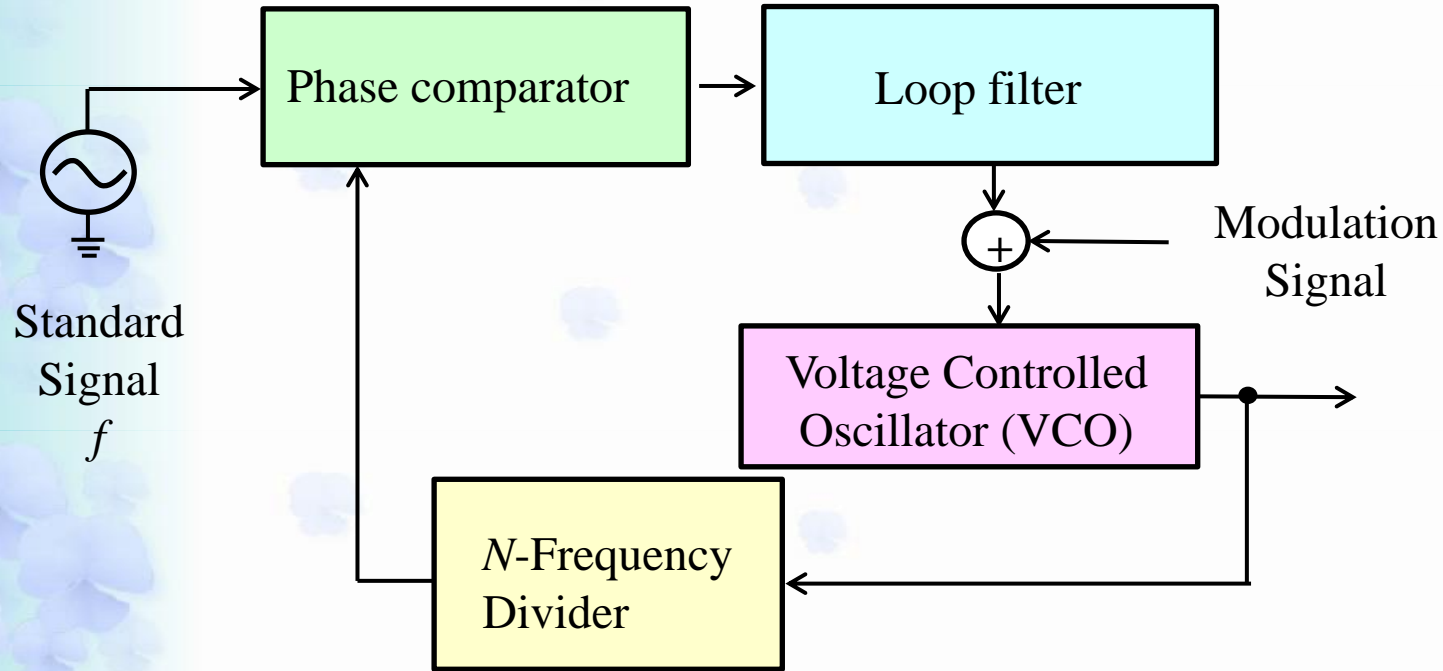 Phase comparator
Loop filter
+
Modulation
Signal
Standard
Signal
f
Voltage Controlled
Oscillator (VCO)
N-Frequency
Divider